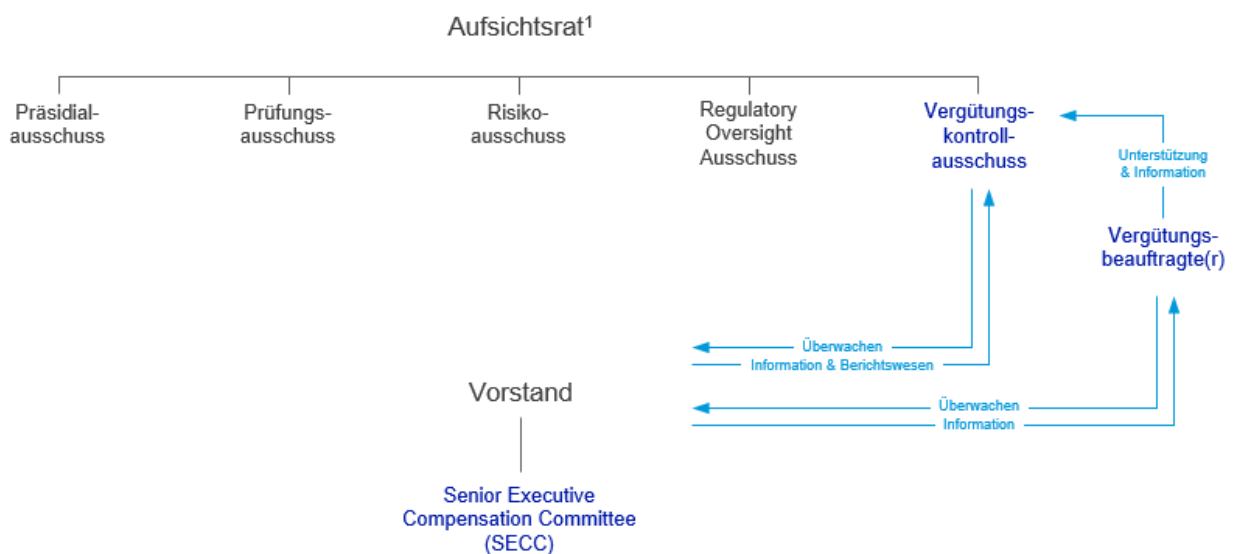 Aufsichtsrat¹
Präsidial-
ausschuss
Prüfungs-
ausschuss
Risiko-
ausschuss
Regulatory
Oversight
Ausschuss
Vergütungs-
kontroll-
ausschuss
Unterstützung
& Information
Vergütungs-
beauftragte(r)
Überwachen
Information & Berichtswesen
Vorstand
Überwachen
Information
Senior Executive
Compensation Committee
(SECC)